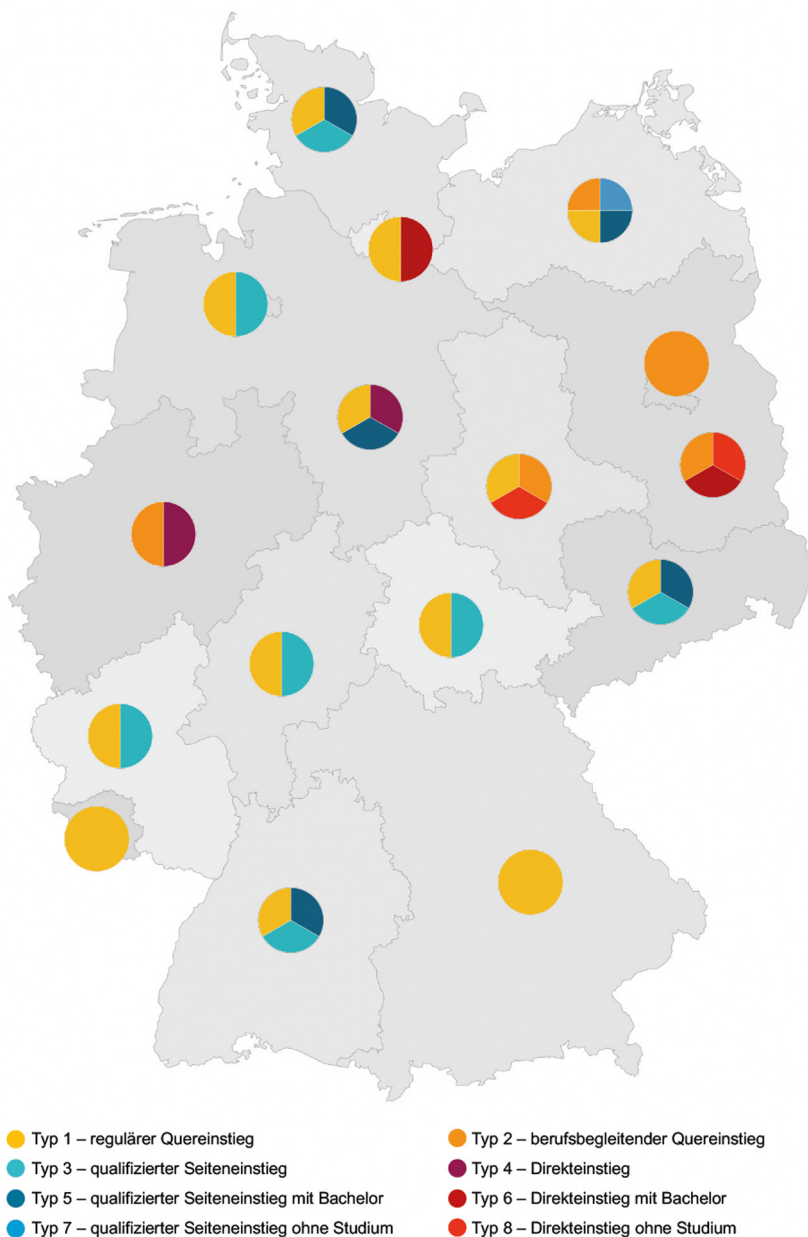 Typ 1 – regulärer Quereinstieg
Typ 2 – berufsbegleitender Quereinstieg
Typ 3 – qualifizierter Seiteneinstieg
Typ 4 – Direkteinstieg
Typ 5 – qualifizierter Seiteneinstieg mit Bachelor
Typ 6 – Direkteinstieg mit Bachelor
Typ 7 – qualifizierter Seiteneinstieg ohne Studium
Typ 8 – Direkteinstieg ohne Studium